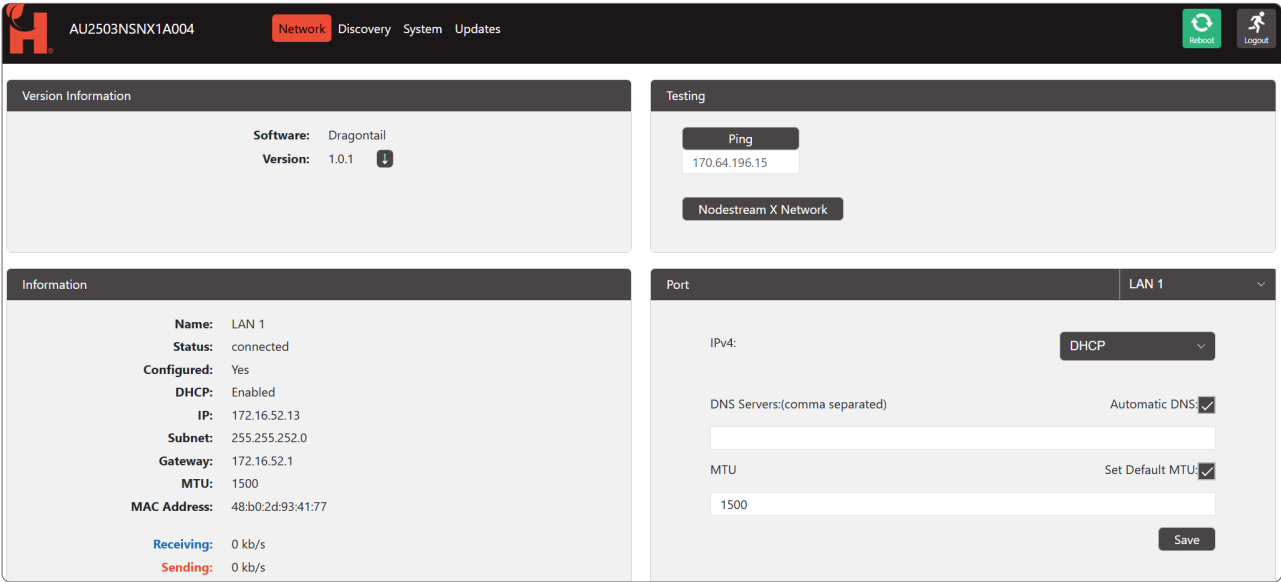 H
AU2503NSNX1A004
Network Discovery System Updates
Reboot
Logout
Version Information
Software: Dragontail
Version: 1.0.1
Testing
Ping
170.64.196.15
Nodestream X Network
Information
Name: LAN 1
Status: connected
Configured: Yes
DHCP: Enabled
IP: 172.16.52.13
Subnet: 255.255.252.0
Gateway: 172.16.52.1
MTU: 1500
MAC Address: 48:b0:2d:93:41:77
Receiving: 0 kb/s
Sending: 0 kb/s
Port
LAN 1
IPv4:
DHCP
DNS Servers:(comma separated)
Automatic DNS:
MTU
Set Default MTU:
1500
Save